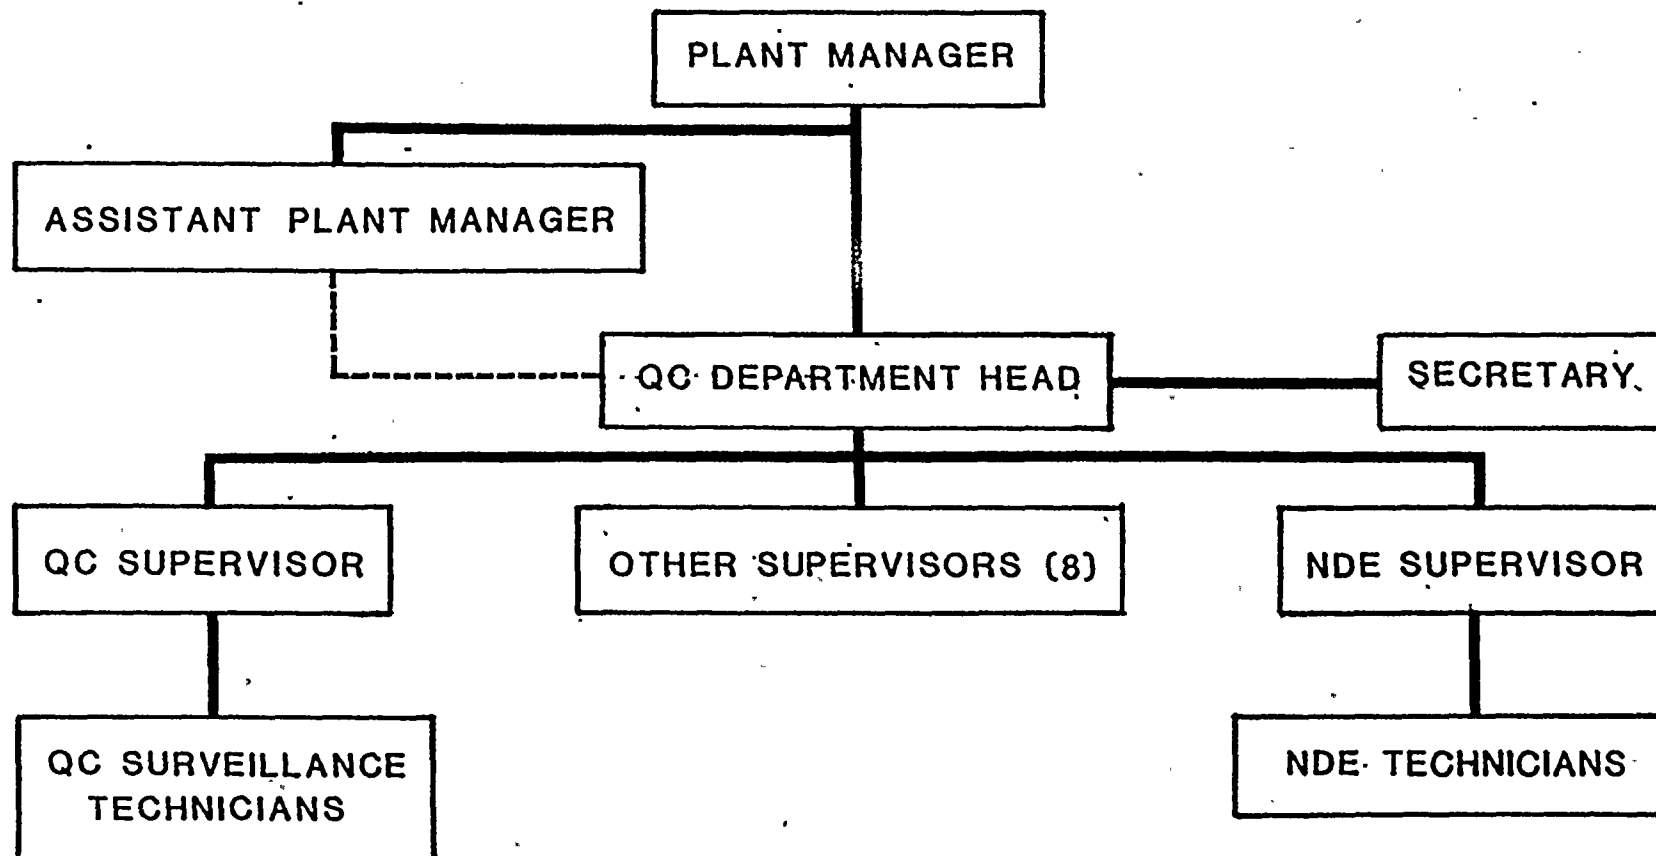 PLANT MANAGER
ASSISTANT PLANT MANAGER
QC DEPARTMENT HEAD
SECRETARY
QC SUPERVISOR
OTHER SUPERVISORS (8)
NDE SUPERVISOR
QC SURVEILLANCE
TECHNICIANS
NDE TECHNICIANS